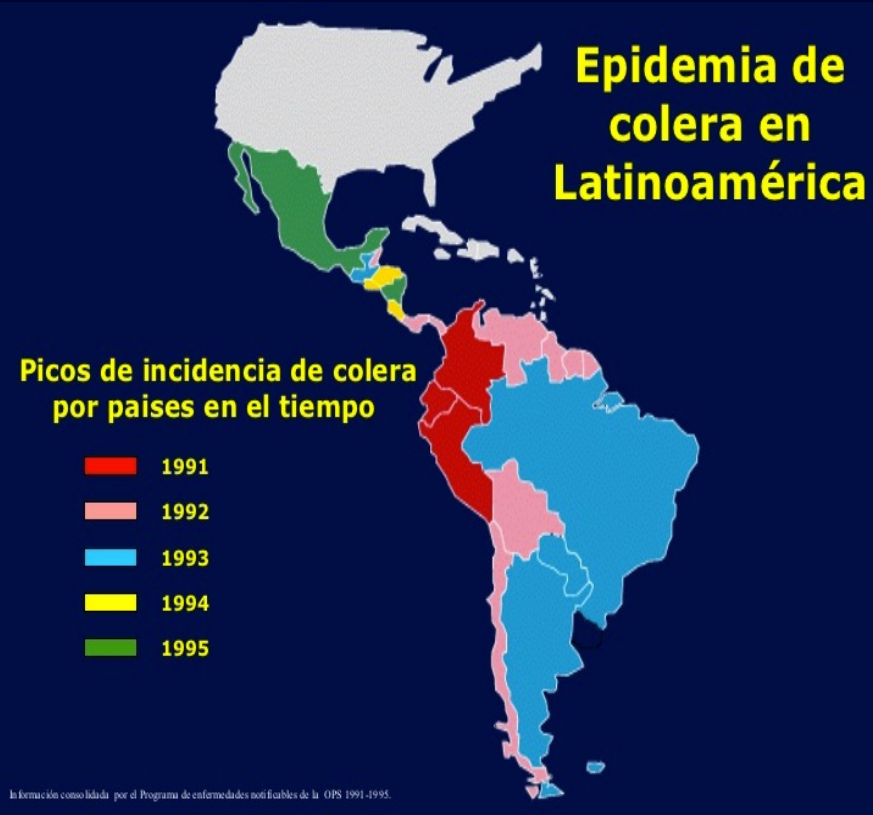 Epidemia de
colera en
Latinoamérica
Picos de incidencia de colera
por paises en el tiempo
1991
1992
1993
1994
1995
Información consolidada por el Programa de enfermedades notificables de la OPS 1991-1995.